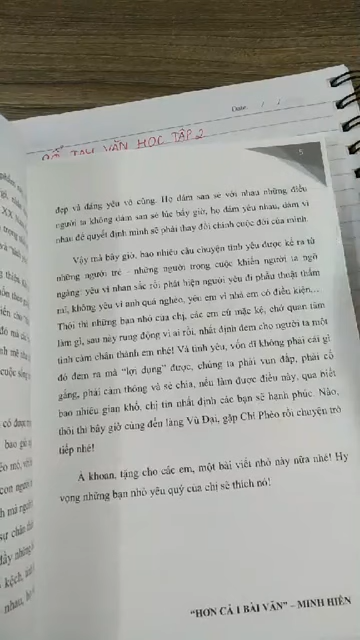 Date: / /
SỔ TAY VĂN HỌC TẬP 2
5
đẹp và đáng yêu vô cùng. Họ dám san sẻ với nhau những điều
người ta không dám san sẻ lúc bấy giờ, họ dám yêu nhau, dám vì
nhau để quyết định mình sẽ phải thay đổi chính cuộc đời của mình.
Vậy mà bây giờ, bao nhiêu câu chuyện tình yêu được kể ra từ
những người trẻ - những người trong cuộc khiến người ta ngỡ
ngàng: yêu vì nhan sắc rồi phát hiện người yêu đi phẫu thuật thẩm
mĩ, không yêu vì anh quá nghèo, yêu em vì nhà em có điều kiện...
Thôi thì những bạn nhỏ của chị, các em cứ mặc kệ, chớ quan tâm
làm gì, sau này rung động vì ai rồi, nhất định đem cho người ta một
tình cảm chân thành em nhé! Và tình yêu, vốn dĩ không phải cái gì
đó đem ra mà “lợi dụng” được, chúng ta phải vun đắp, phải cố
gắng, phải cảm thông và sẻ chia, nếu làm được điều này, qua biết
bao nhiêu gian khổ, chị tin nhất định các bạn sẽ hạnh phúc. Nào,
thôi thì bây giờ cùng đến làng Vũ Đại, gặp Chí Phèo rồi chuyện trò
tiếp nhé!
À khoan, tặng cho các em, một bài viết nhỏ này nữa nhé! Hy
vọng những bạn nhỏ yêu quý của chị sẽ thích nó!
“HƠN CẢ 1 BÀI VĂN” – MINH HIÊN